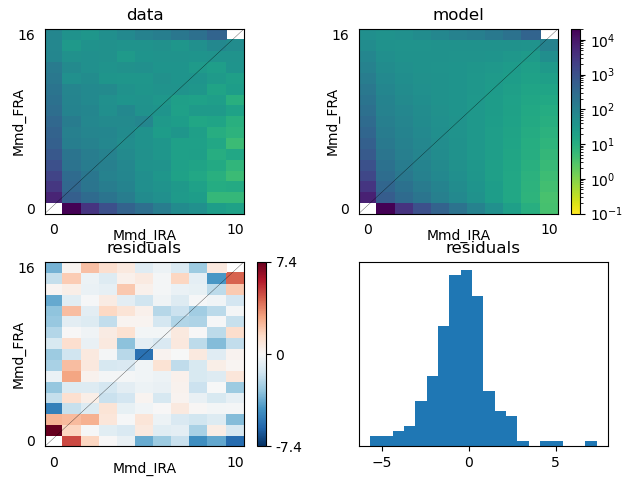 data
16
Mmd_FRA
0
0
Mmd_IRA
10
model
16
Mmd_FRA
0
0
Mmd_IRA
10
10^4
10^3
10^2
10^1
10^0
10^-1
residuals
16
Mmd_FRA
0
0
Mmd_IRA
10
7.4
0
-7.4
residuals
−5
0
5